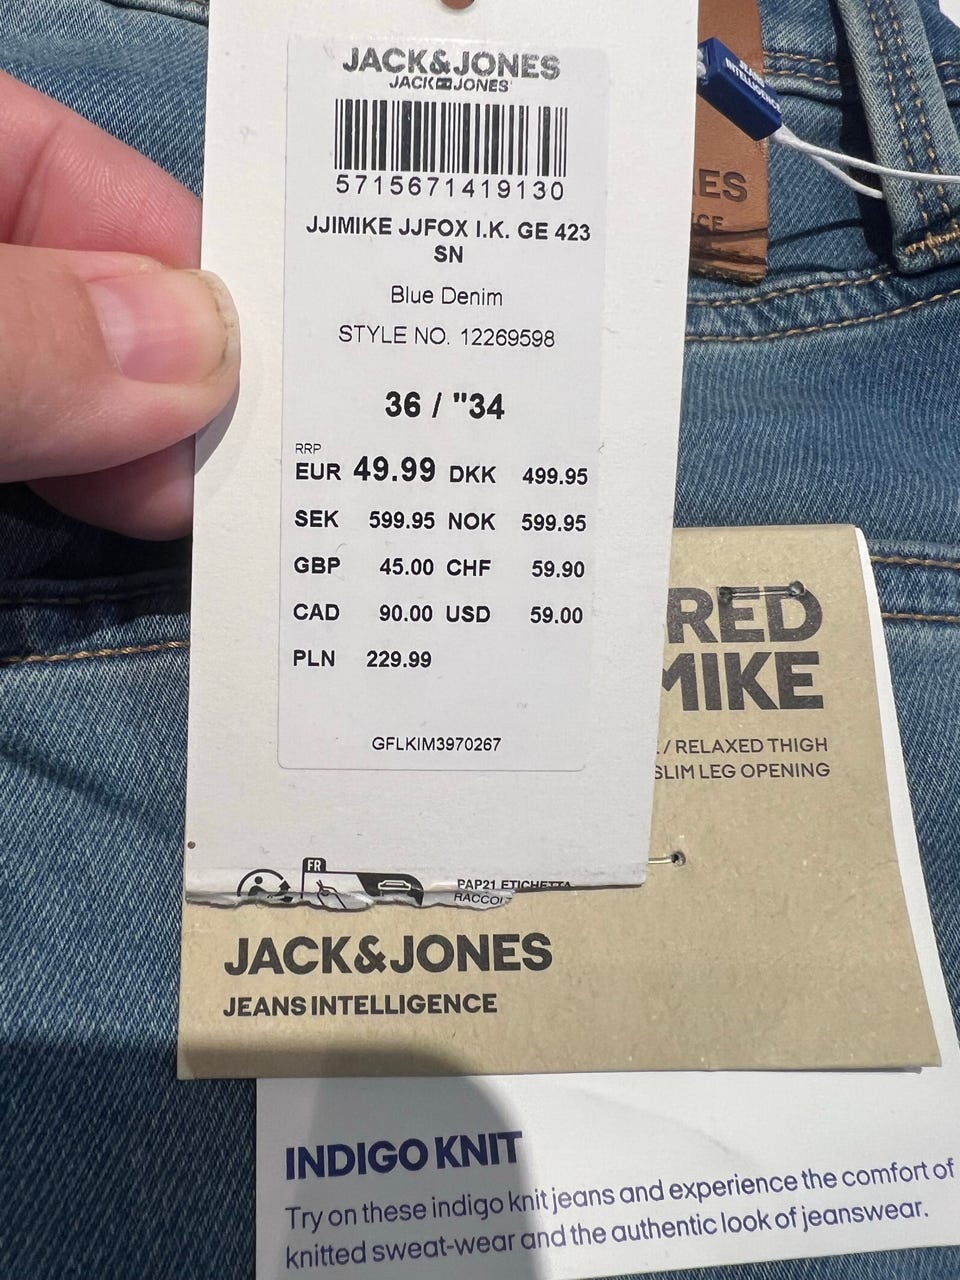 JACK&JONES
JACK JONES
5715671419130
JJIMIKE JJFOX I.K. GE 423
SN
Blue Denim
STYLE NO. 12269598
36 / "34
RRP
EUR 49.99 DKK 499.95
SEK 599.95 NOK 599.95
GBP 45.00 CHF 59.90
CAD 90.00 USD 59.00
PLN 229.99
GFLKIM3970267
FR
PAP21 ETICHETTA
INTELLIGENCE
RED
MIKE
/ RELAXED THIGH
SLIM LEG OPENING
JACK&JONES
JEANS INTELLIGENCE
INDIGO KNIT
Try on these indigo knit jeans and experience the comfort of
knitted sweat-wear and the authentic look of jeanswear.